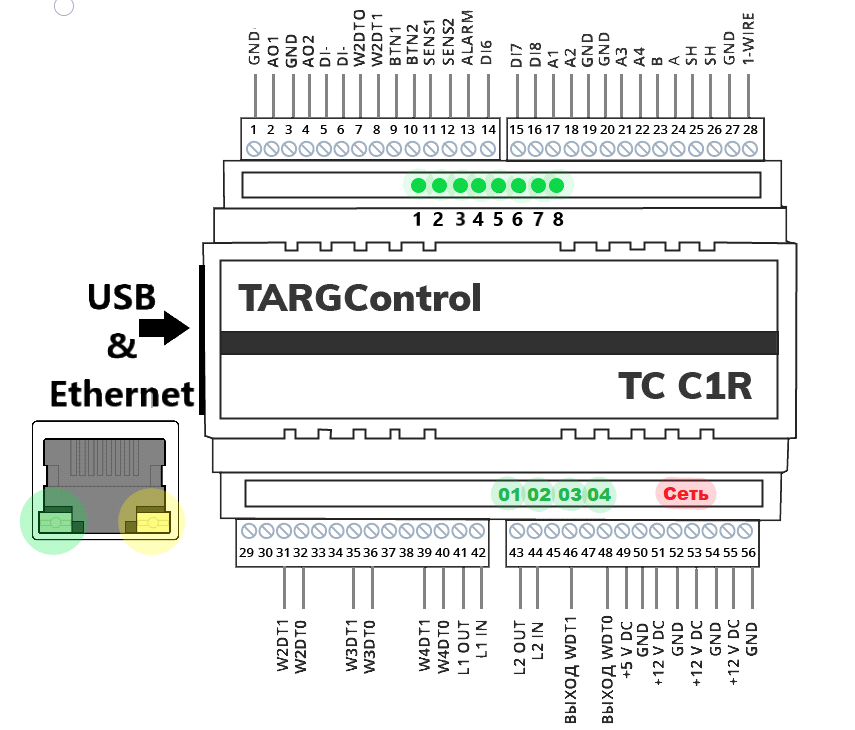 GND AO1 GND AO2 DI- DI- W2DTO W2DT1 BTN1 BTN2 SENS1 SENS2 ALARM DI6 DI7 DI8 A1 A2 GND GND A3 A4 B A SH SH GND 1-WIRE
1 2 3 4 5 6 7 8 9 10 11 12 13 14 15 16 17 18 19 20 21 22 23 24 25 26 27 28
1 2 3 4 5 6 7 8
USB
&
Ethernet
TARGControl
TC C1R
01 02 03 04 Сеть
29 30 31 32 33 34 35 36 37 38 39 40 41 42 43 44 45 46 47 48 49 50 51 52 53 54 55 56
W2DT1 W2DT0 W3DT1 W3DT0 W4DT1 W4DT0 L1 OUT L1 IN L2 OUT L2 IN ВЫХОД WDT1 ВЫХОД WDT0 +5 V DC GND +12 V DC GND +12 V DC GND +12 V DC GND